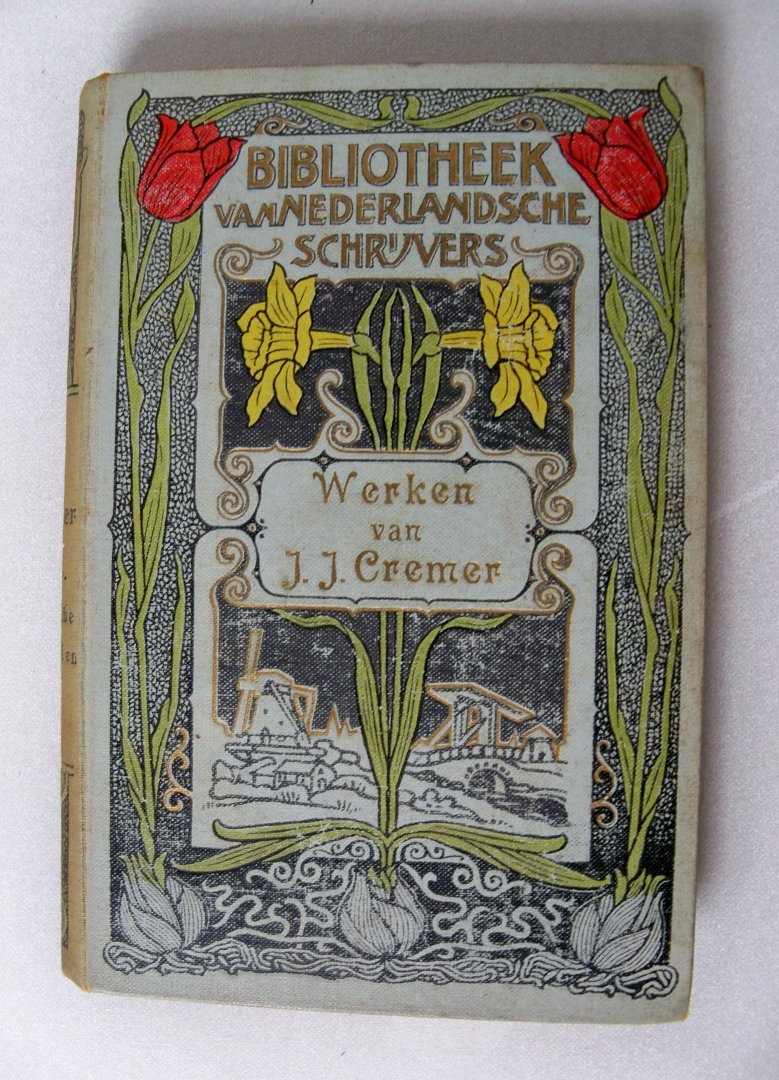 BIBLIOTHEEK
VAN NEDERLANDSCHE
SCHRIJVERS
Werken
van
J. J. Cremer